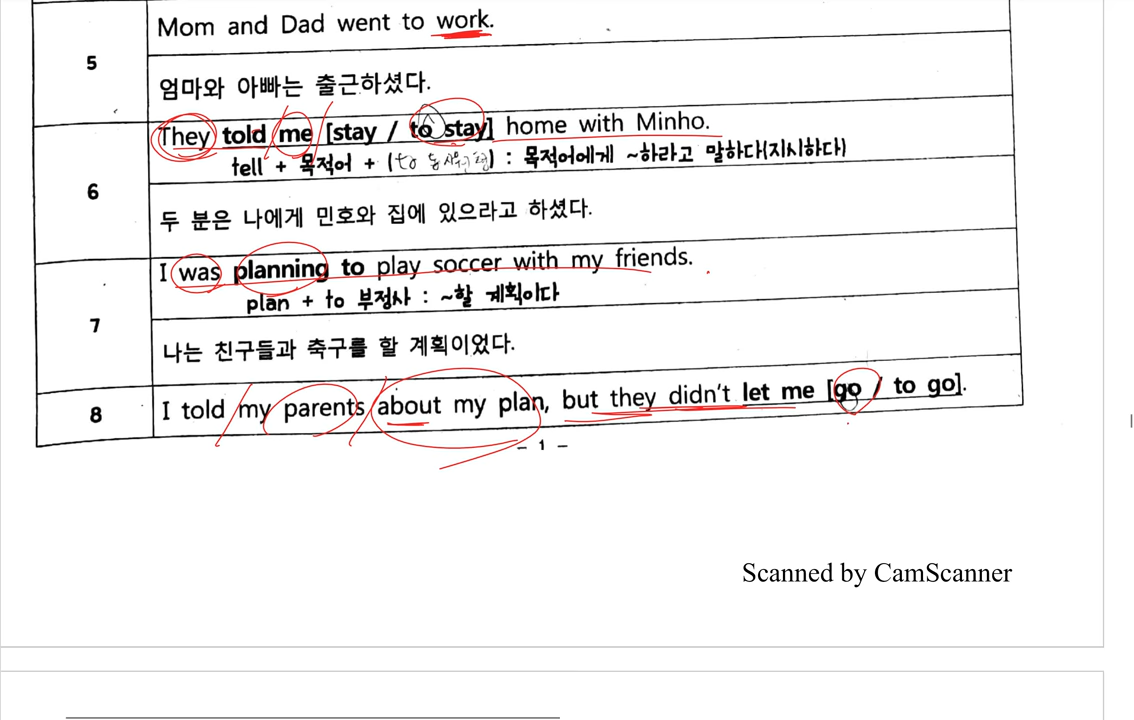 5
Mom and Dad went to work.
엄마와 아빠는 출근하셨다.
6
They told me [stay / to stay] home with Minho.
tell + 목적어 + (to 동사원형) : 목적어에게 ~하라고 말하다(지시하다)
두 분은 나에게 민호와 집에 있으라고 하셨다.
7
I was planning to play soccer with my friends.
plan + to 부정사 : ~할 계획이다
나는 친구들과 축구를 할 계획이었다.
8
I told my parents about my plan, but they didn't let me [go / to go].
- 1 -
Scanned by CamScanner